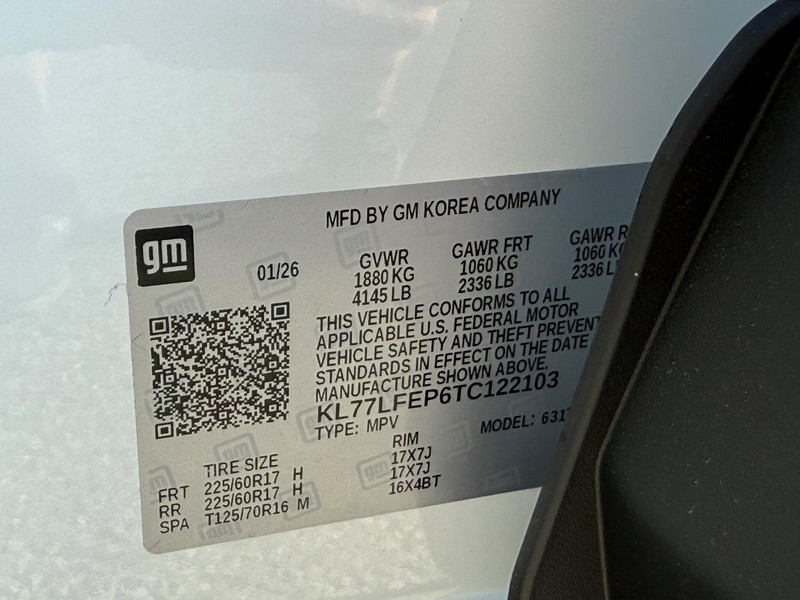 MFD BY GM KOREA COMPANY
gm
01/26
GVWR GAWR FRT GAWR
1880 KG 1060 KG 1060
4145 LB 2336 LB 2336
THIS VEHICLE CONFORMS TO ALL
APPLICABLE U.S. FEDERAL MOTOR
VEHICLE SAFETY AND THEFT PREVENT
STANDARDS IN EFFECT ON THE DATE
MANUFACTURE SHOWN ABOVE.
KL77LFEP6TC122103
TYPE: MPV MODEL:
TIRE SIZE RIM
FRT 225/60R17 H 17X7J
RR 225/60R17 H 17X7J
SPA T125/70R16 M 16X4BT